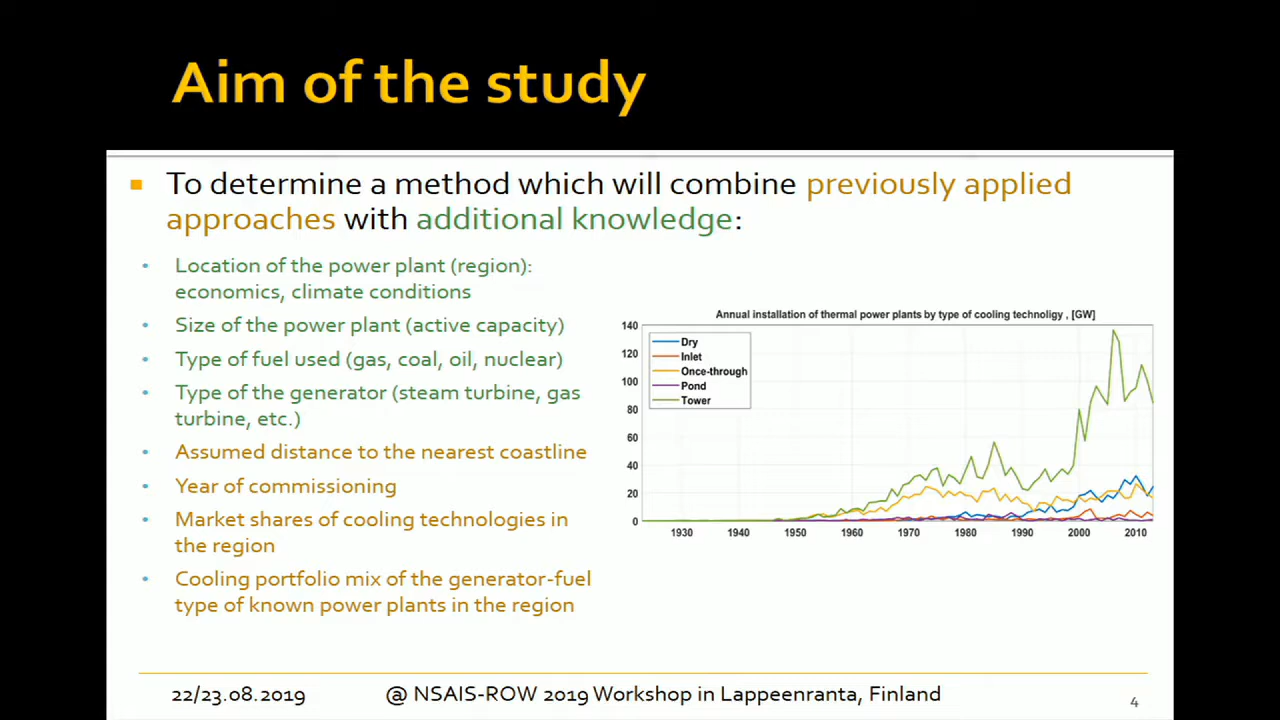 Aim of the study
To determine a method which will combine previously applied
approaches with additional knowledge:
Location of the power plant (region):
economics, climate conditions
Size of the power plant (active capacity)
Type of fuel used (gas, coal, oil, nuclear)
Type of the generator (steam turbine, gas
turbine, etc.)
Assumed distance to the nearest coastline
Year of commissioning
Market shares of cooling technologies in
the region
Cooling portfolio mix of the generator-fuel
type of known power plants in the region
Annual installation of thermal power plants by type of cooling technoligy , [GW]
140
120
100
80
60
40
20
0
Dry
Inlet
Once-through
Pond
Tower
1930 1940 1950 1960 1970 1980 1990 2000 2010
22/23.08.2019 @ NSAIS-ROW 2019 Workshop in Lappeenranta, Finland 4